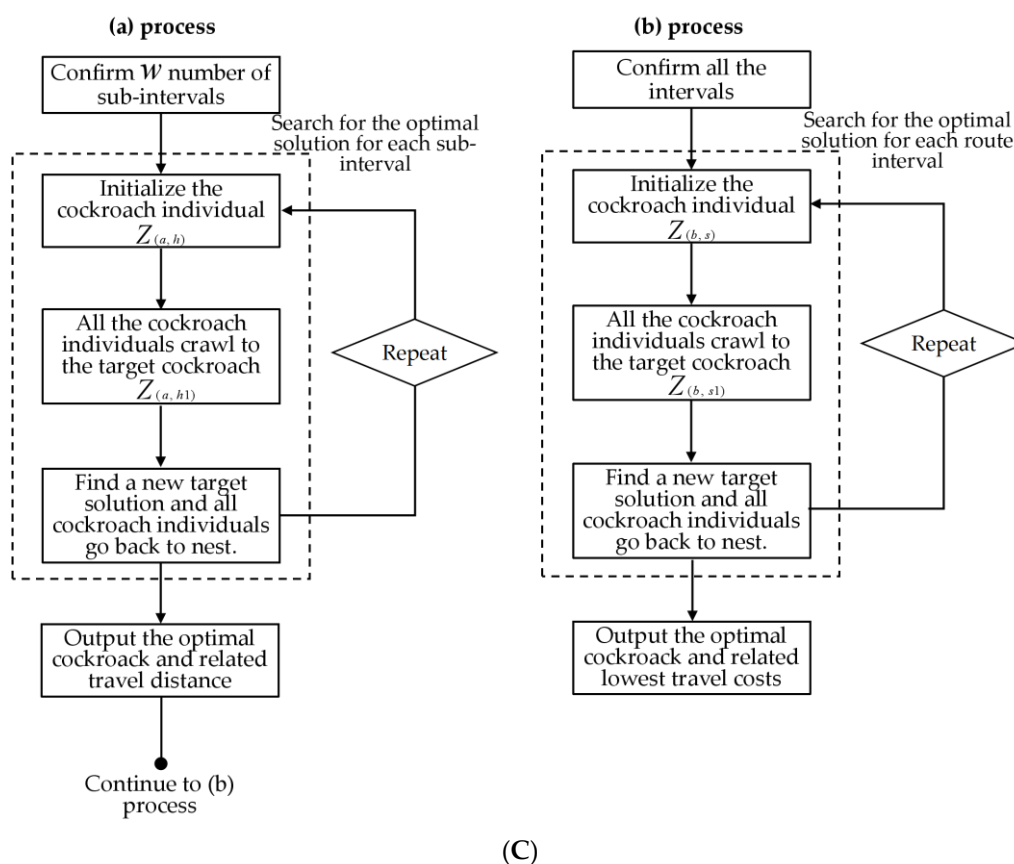 (a) process
Confirm w number of
sub-intervals
Search for the optimal
solution for each sub-
interval
Initialize the
cockroach individual
Z(a, h)
All the cockroach
individuals crawl to
the target cockroach
Z(a, h1)
Repeat
Find a new target
solution and all
cockroach individuals
go back to nest.
Output the optimal
cockroack and related
travel distance
Continue to (b)
process
(b) process
Confirm all the
intervals
Search for the optimal
solution for each route
interval
Initialize the
cockroach individual
Z(b, s)
All the cockroach
individuals crawl to
the target cockroach
Z(b, s1)
Repeat
Find a new target
solution and all
cockroach individuals
go back to nest.
Output the optimal
cockroack and related
lowest travel costs
(C)